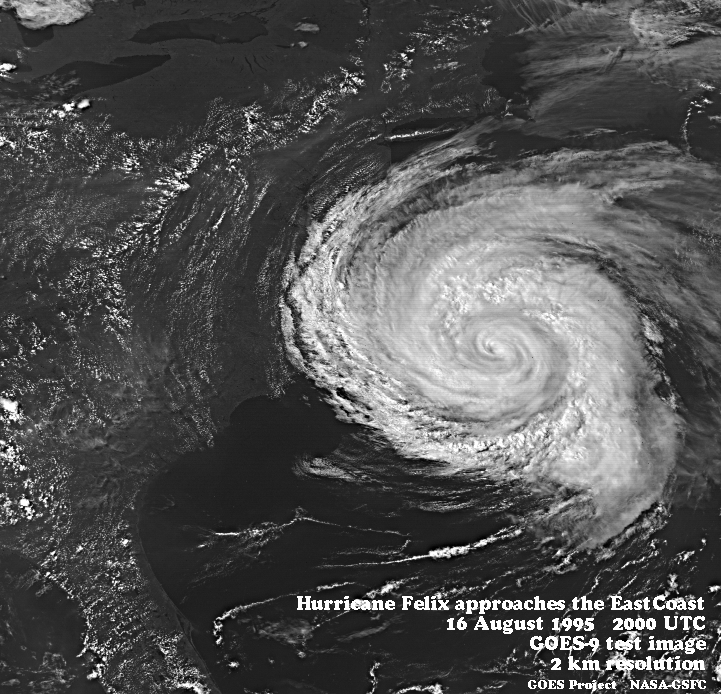 Hurricane Felix approaches the East Coast
16 August 1995 2000 UTC
GOES-9 test image
2 km resolution
GOES Project NASA-GSFC